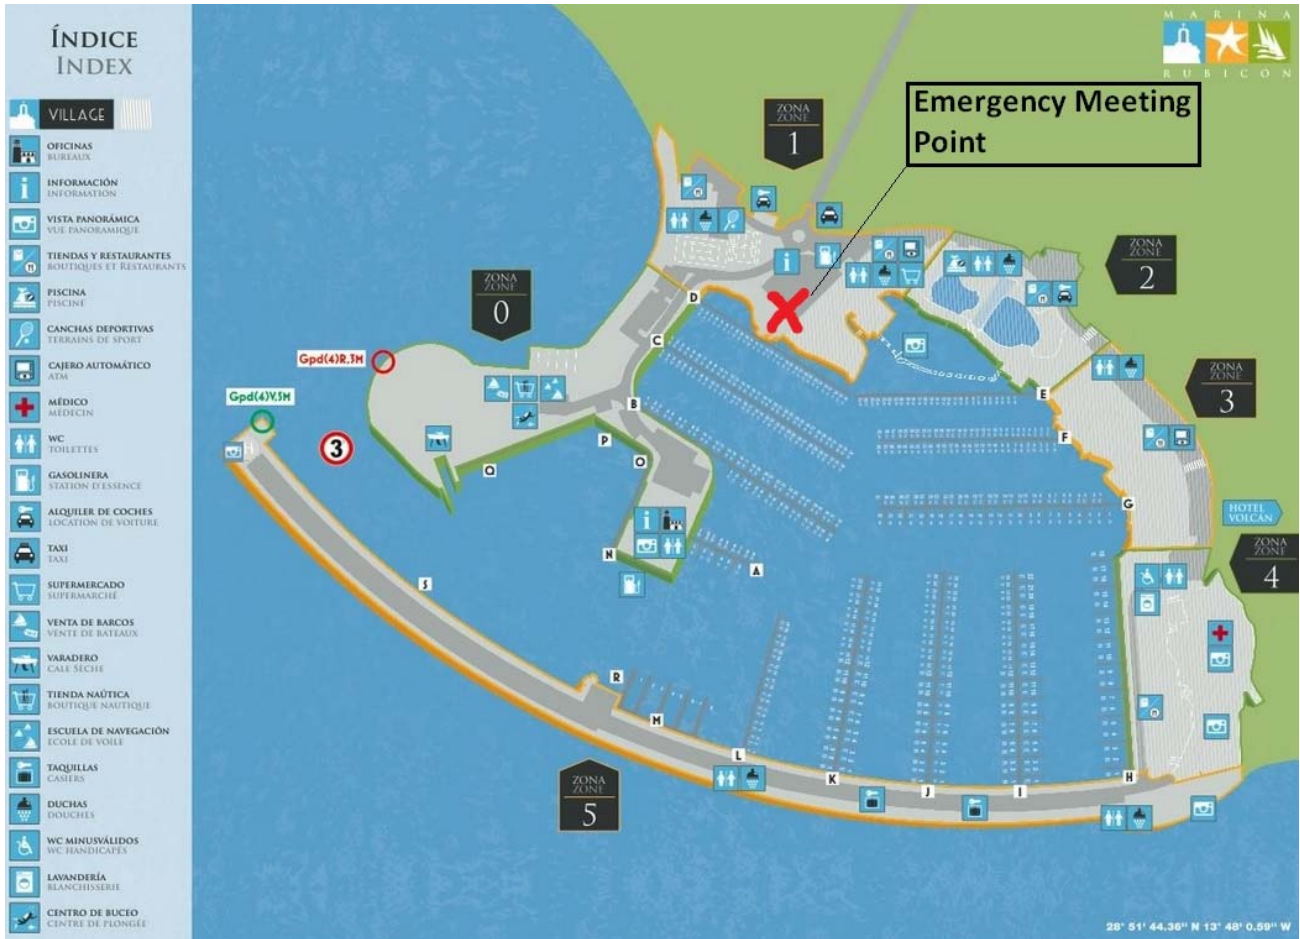 ÍNDICE
INDEX
VILLAGE
OFICINAS
BUREAUX
INFORMACIÓN
INFORMATION
VISTA PANORÁMICA
VUE PANORAMIQUE
TIENDAS Y RESTAURANTES
BOUTIQUES ET RESTAURANTS
PISCINA
PISCINE
CANCHAS DEPORTIVAS
TERRAINS DE SPORT
CAJERO AUTOMÁTICO
ATM
MÉDICO
MÉDECIN
WC
TOILETTES
GASOLINERA
STATION D'ESSENCE
ALQUILER DE COCHES
LOCATION DE VOITURE
TAXI
TAXI
SUPERMERCADO
SUPERMARCHÉ
VENTA DE BARCOS
VENTE DE BATEAUX
VARADERO
CALE SÈCHE
TIENDA NAÚTICA
BOUTIQUE NAUTIQUE
ESCUELA DE NAVEGACIÓN
ECOLE DE VOILE
TAQUILLAS
CASIERS
DUCHAS
DOUCHES
WC MINUSVÁLIDOS
WC HANDICAPÉS
LAVANDERÍA
BLANCHISSERIE
CENTRO DE BUCEO
CENTRE DE PLONGÉE
MARINA
RUBICÓN
Emergency Meeting
Point
ZONA
ZONE
1
ZONA
ZONE
2
ZONA
ZONE
0
ZONA
ZONE
3
HOTEL
VOLCÁN
ZONA
ZONE
4
ZONA
ZONE
5
Gpd(4)R,3M
Gpd(4)V,5M
3
D
C
B
E
F
P
O
Q
G
N
A
S
R
M
L
K
J
I
H
28° 51' 44.36" N 13° 48' 0.59" W